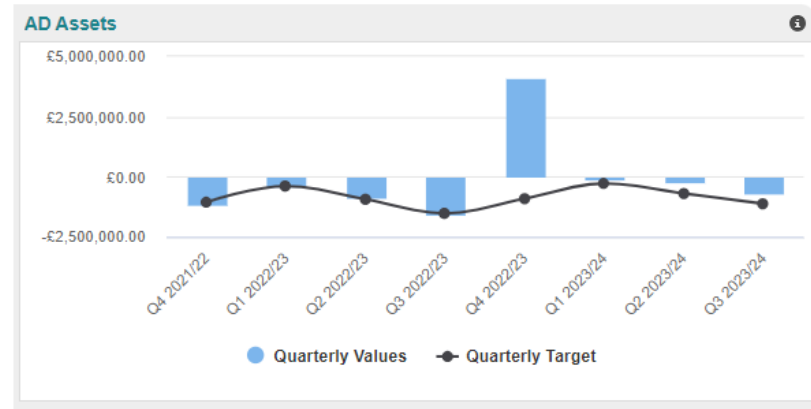 AD Assets
£5,000,000.00
£2,500,000.00
£0.00
-£2,500,000.00
Q4 2021/22
Q1 2022/23
Q2 2022/23
Q3 2022/23
Q4 2022/23
Q1 2023/24
Q2 2023/24
Q3 2023/24
Quarterly Values
Quarterly Target